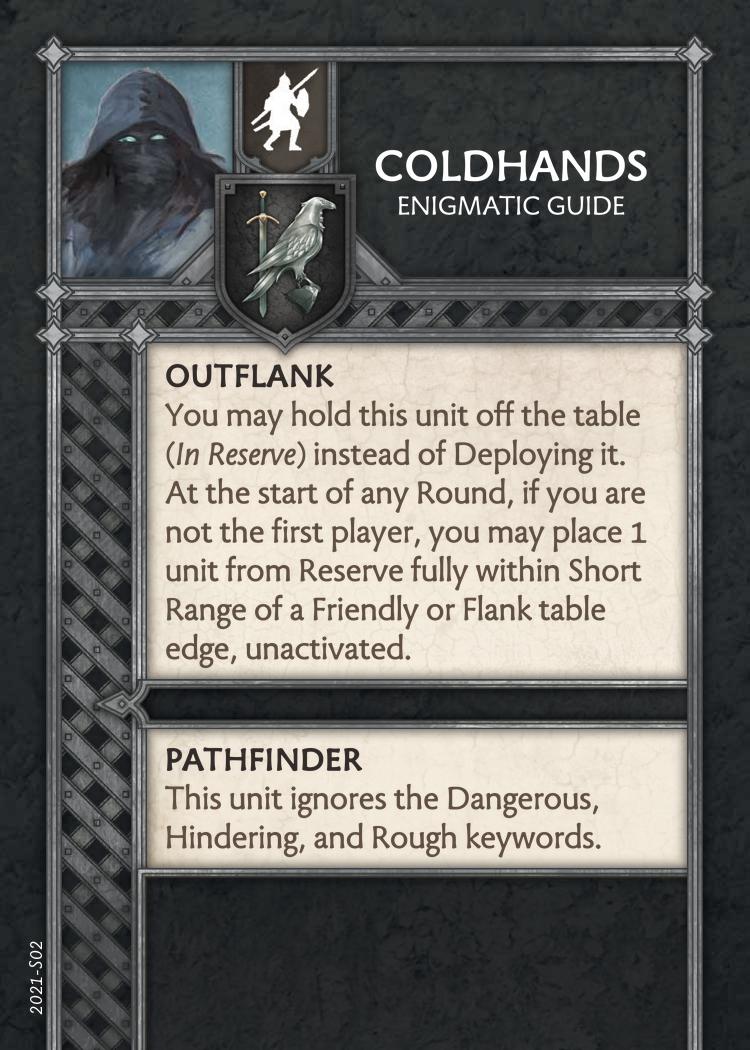 COLDHANDS
ENIGMATIC GUIDE
OUTFLANK
You may hold this unit off the table
(In Reserve) instead of Deploying it.
At the start of any Round, if you are
not the first player, you may place 1
unit from Reserve fully within Short
Range of a Friendly or Flank table
edge, unactivated.
PATHFINDER
This unit ignores the Dangerous,
Hindering, and Rough keywords.
2021-S02